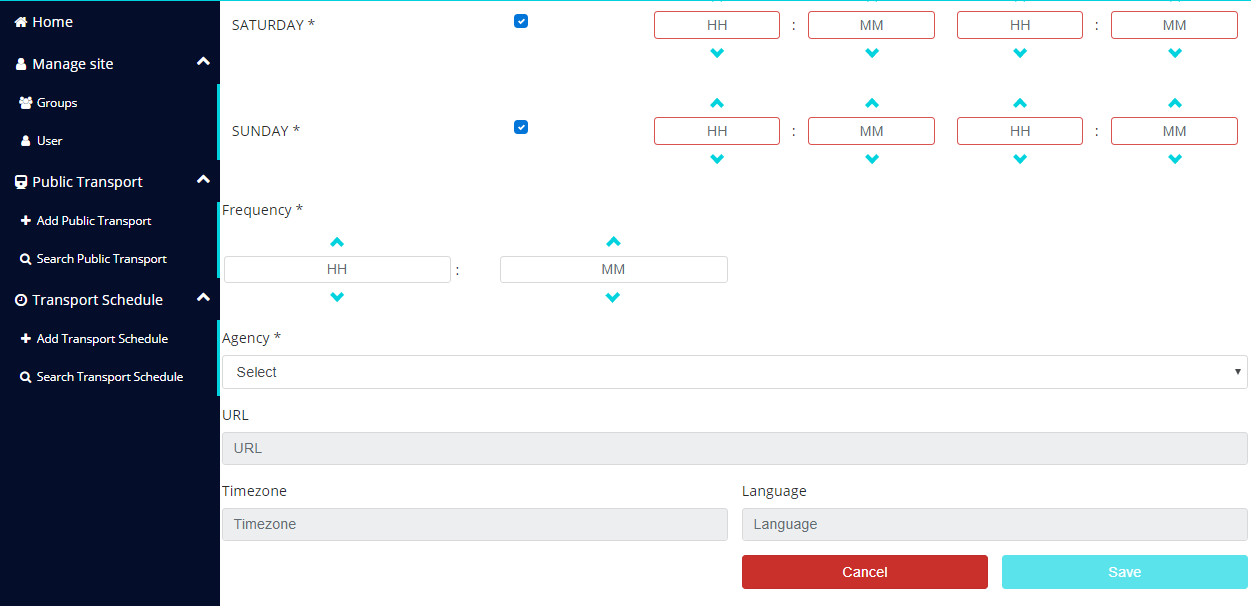 Home
Manage site
Groups
User
Public Transport
Add Public Transport
Search Public Transport
Transport Schedule
Add Transport Schedule
Search Transport Schedule
SATURDAY * HH : MM HH : MM
SUNDAY * HH : MM HH : MM
Frequency *
HH : MM
Agency *
Select
URL
URL
Timezone Language
Timezone Language
Cancel Save